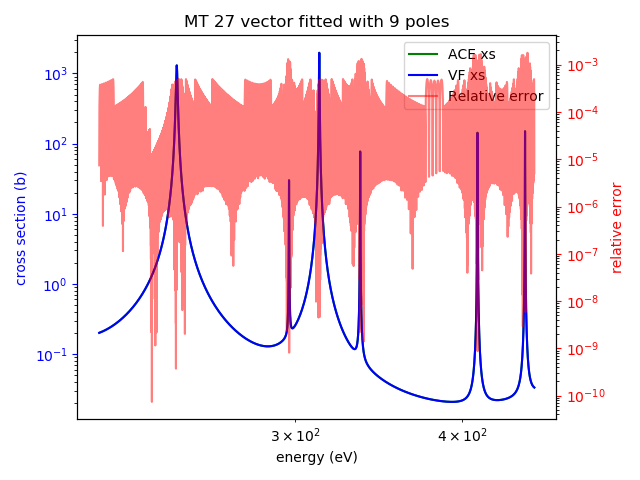 MT 27 vector fitted with 9 poles
ACE xs
VF xs
Relative error
cross section (b)
10³
10²
10¹
10⁰
10⁻¹
10⁻³
10⁻⁴
10⁻⁵
10⁻⁶
10⁻⁷
10⁻⁸
10⁻⁹
10⁻¹⁰
relative error
3 × 10²
4 × 10²
energy (eV)